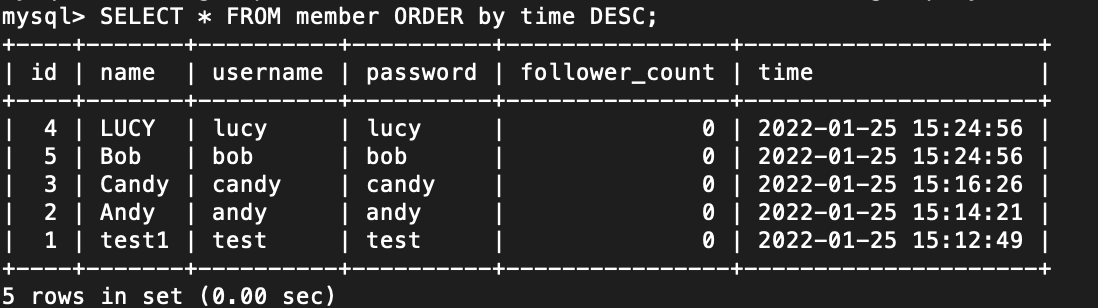 mysql> SELECT * FROM member ORDER by time DESC;
+----+-------+----------+----------+----------------+---------------------+
| id | name | username | password | follower_count | time |
+----+-------+----------+----------+----------------+---------------------+
| 4 | LUCY | lucy | lucy | 0 | 2022-01-25 15:24:56 |
| 5 | Bob | bob | bob | 0 | 2022-01-25 15:24:56 |
| 3 | Candy | candy | candy | 0 | 2022-01-25 15:16:26 |
| 2 | Andy | andy | andy | 0 | 2022-01-25 15:14:21 |
| 1 | test1 | test | test | 0 | 2022-01-25 15:12:49 |
+----+-------+----------+----------+----------------+---------------------+
5 rows in set (0.00 sec)